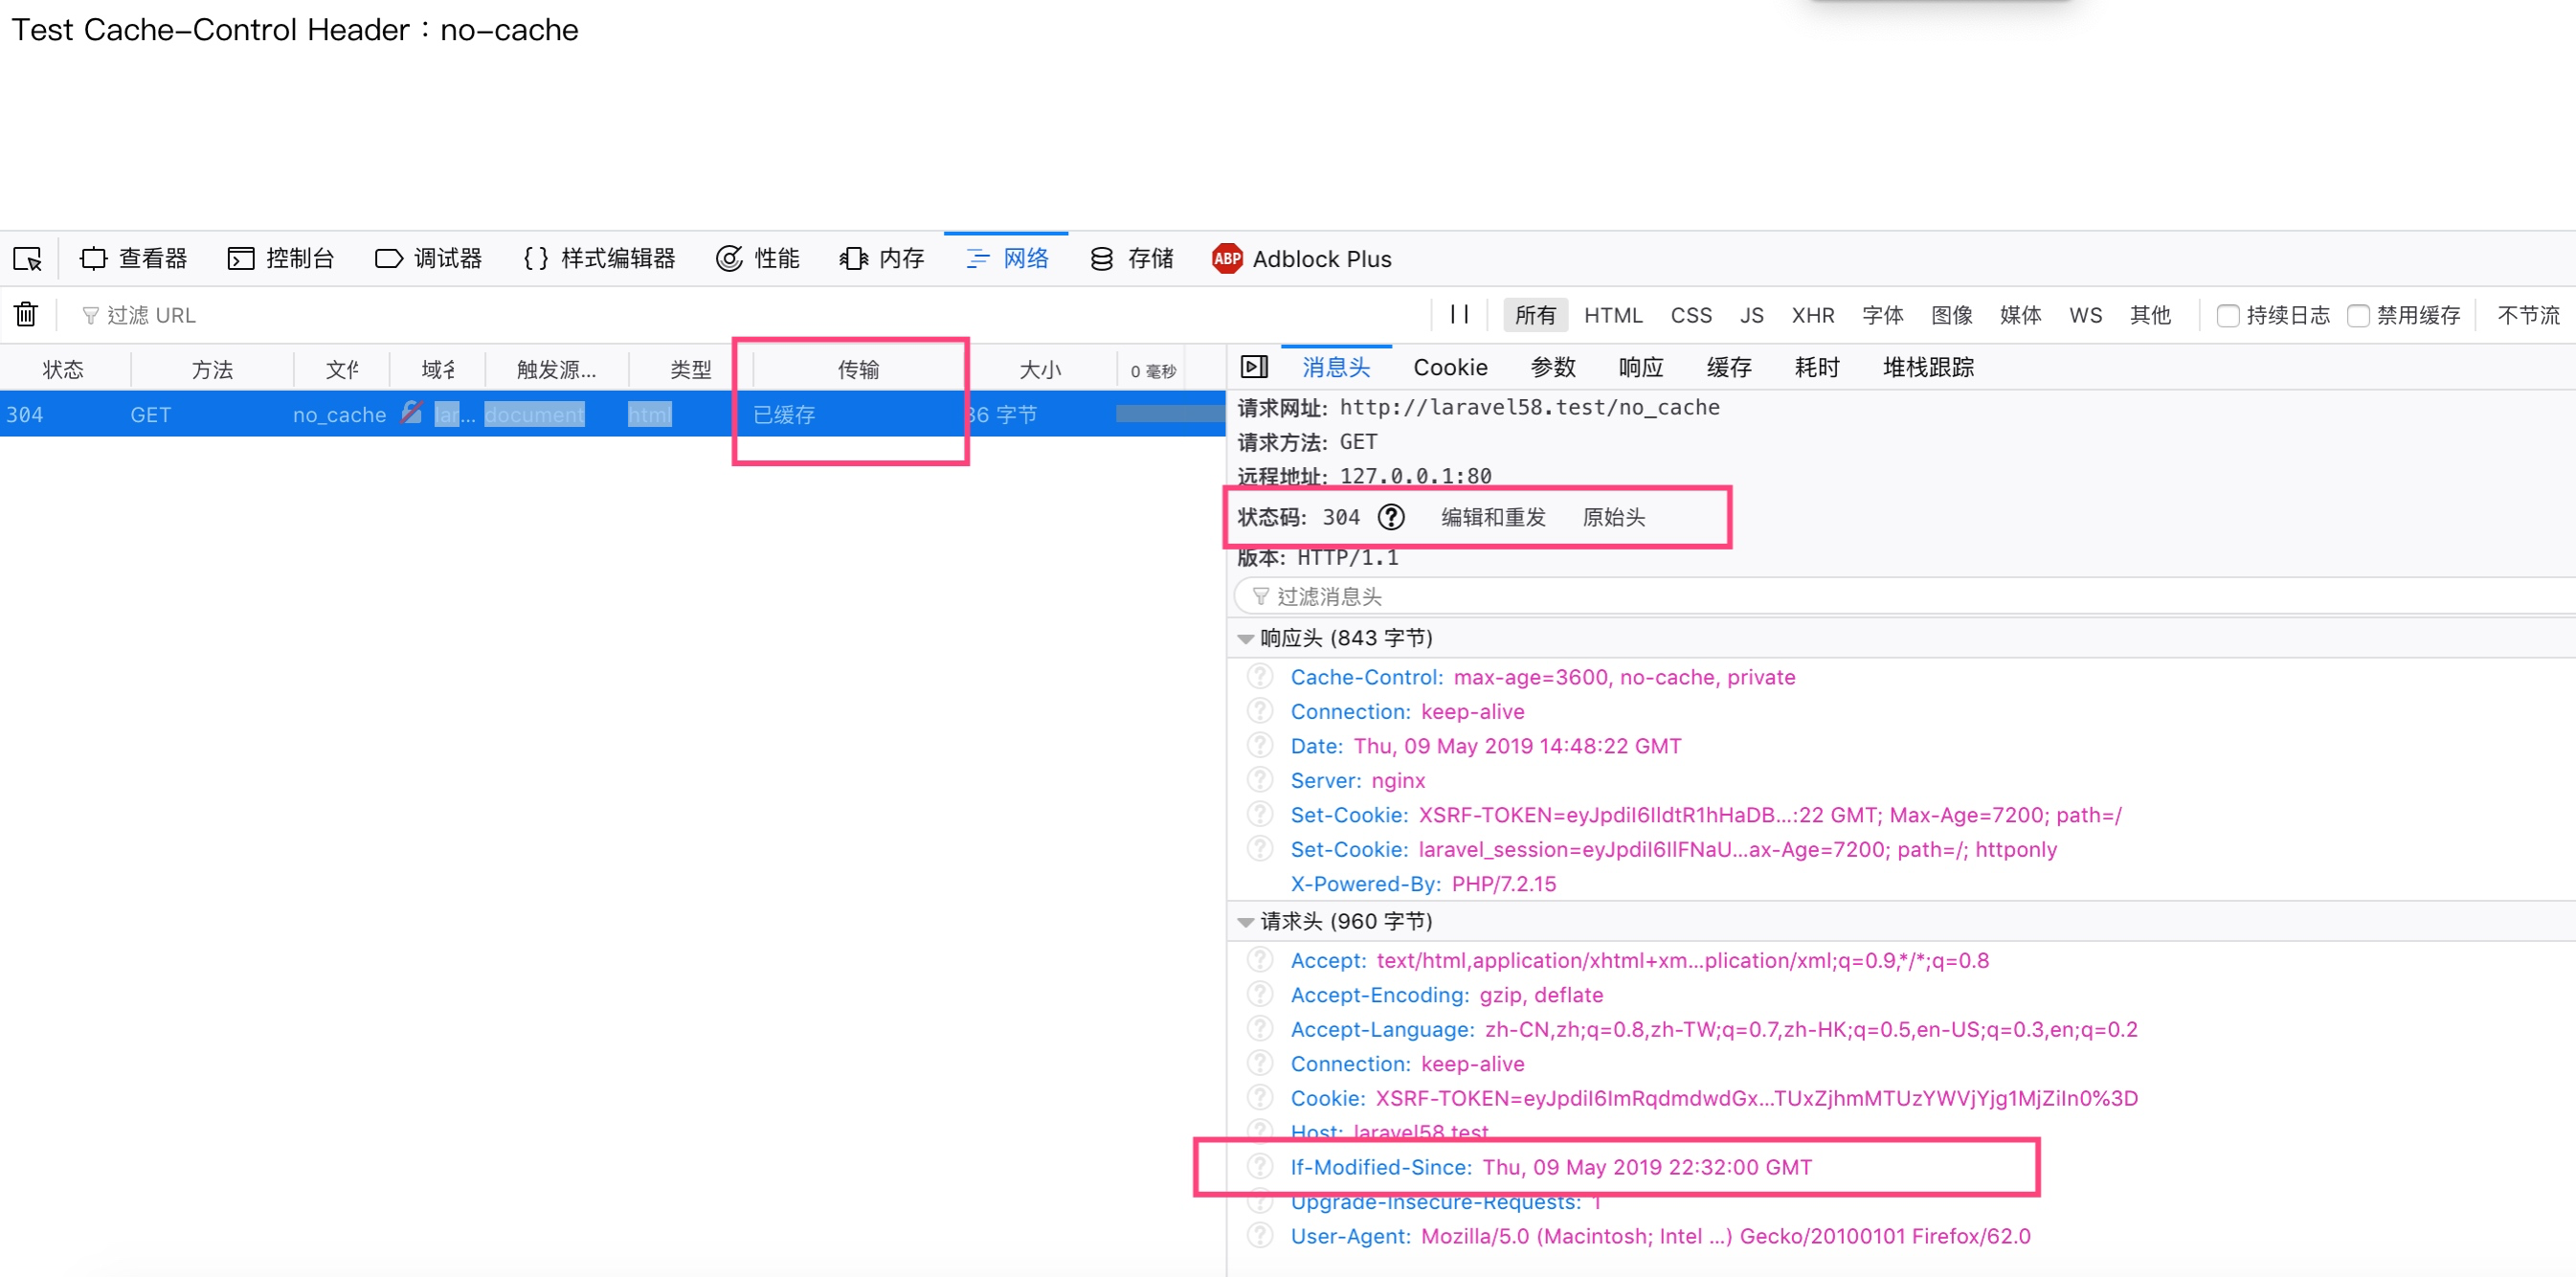 Test Cache-Control Header：no-cache
查看器 控制台 调试器 {} 样式编辑器 性能 内存 网络 存储 ABP Adblock Plus
过滤 URL 所有 HTML CSS JS XHR 字体 图像 媒体 WS 其他 持续日志 禁用缓存 不节流
状态 方法 文件 域名 触发源... 类型 传输 大小 0 毫秒
304 GET no_cache lar... document html 已缓存 36 字节
消息头 Cookie 参数 响应 缓存 耗时 堆栈跟踪
请求网址: http://laravel58.test/no_cache
请求方法: GET
远程地址: 127.0.0.1:80
状态码: 304 ? 编辑和重发 原始头
版本: HTTP/1.1
过滤消息头
响应头 (843 字节)
? Cache-Control: max-age=3600, no-cache, private
? Connection: keep-alive
? Date: Thu, 09 May 2019 14:48:22 GMT
? Server: nginx
? Set-Cookie: XSRF-TOKEN=eyJpdiI6IldtR1hHaDB...:22 GMT; Max-Age=7200; path=/
? Set-Cookie: laravel_session=eyJpdiI6IlFNaU...ax-Age=7200; path=/; httponly
X-Powered-By: PHP/7.2.15
请求头 (960 字节)
? Accept: text/html,application/xhtml+xm...plication/xml;q=0.9,*/*;q=0.8
? Accept-Encoding: gzip, deflate
? Accept-Language: zh-CN,zh;q=0.8,zh-TW;q=0.7,zh-HK;q=0.5,en-US;q=0.3,en;q=0.2
? Connection: keep-alive
? Cookie: XSRF-TOKEN=eyJpdiI6ImRqdmdwdGx...TUxZjhmMTUzYWVjYjg1MjZiIn0%3D
? Host: laravel58.test
? If-Modified-Since: Thu, 09 May 2019 22:32:00 GMT
? Upgrade-Insecure-Requests: 1
? User-Agent: Mozilla/5.0 (Macintosh; Intel ...) Gecko/20100101 Firefox/62.0